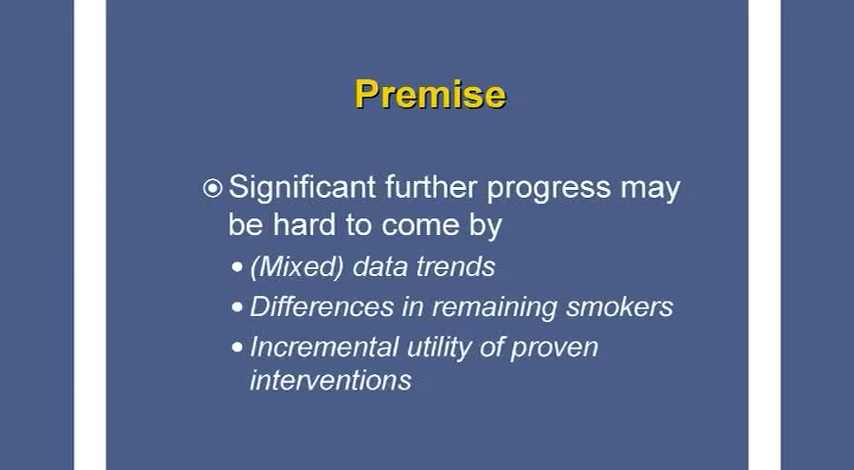 Premise
Significant further progress may
be hard to come by
(Mixed) data trends
Differences in remaining smokers
Incremental utility of proven
interventions